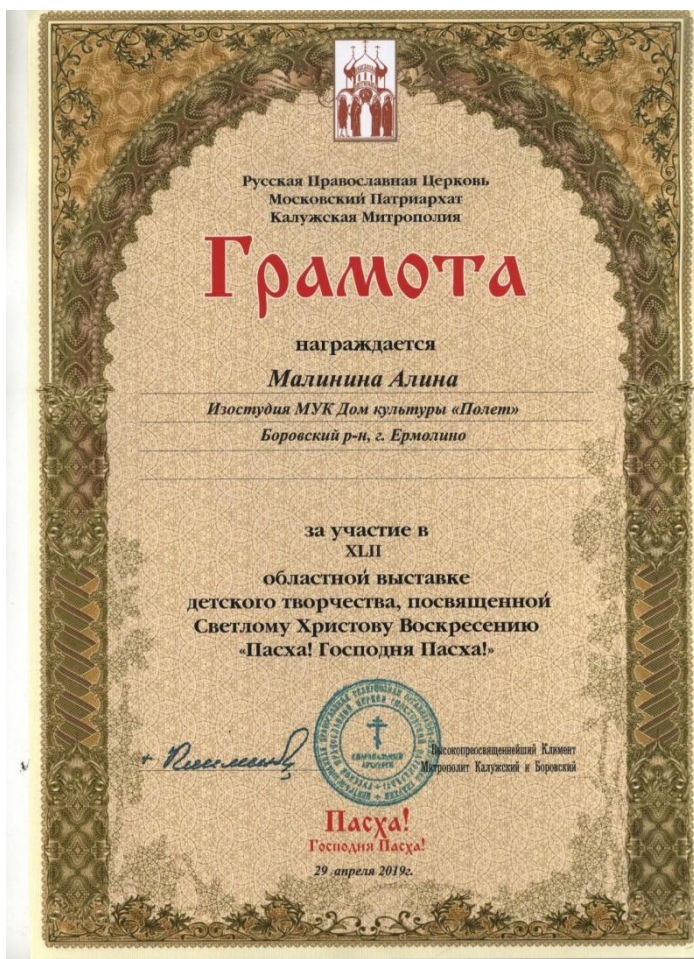 Русская Православная Церковь
Московский Патриархат
Калужская Митрополия
Грамота
награждается
Малинина Алина
Изостудия МУК Дом культуры «Полет»
Боровский р-н, г. Ермолино
за участие в
XLII
областной выставке
детского творчества, посвященной
Светлому Христову Воскресению
«Пасха! Господня Пасха!»
Высокопреосвященнейший Климент
Митрополит Калужский и Боровский
Пасха!
Господня Пасха!
29 апреля 2019г.